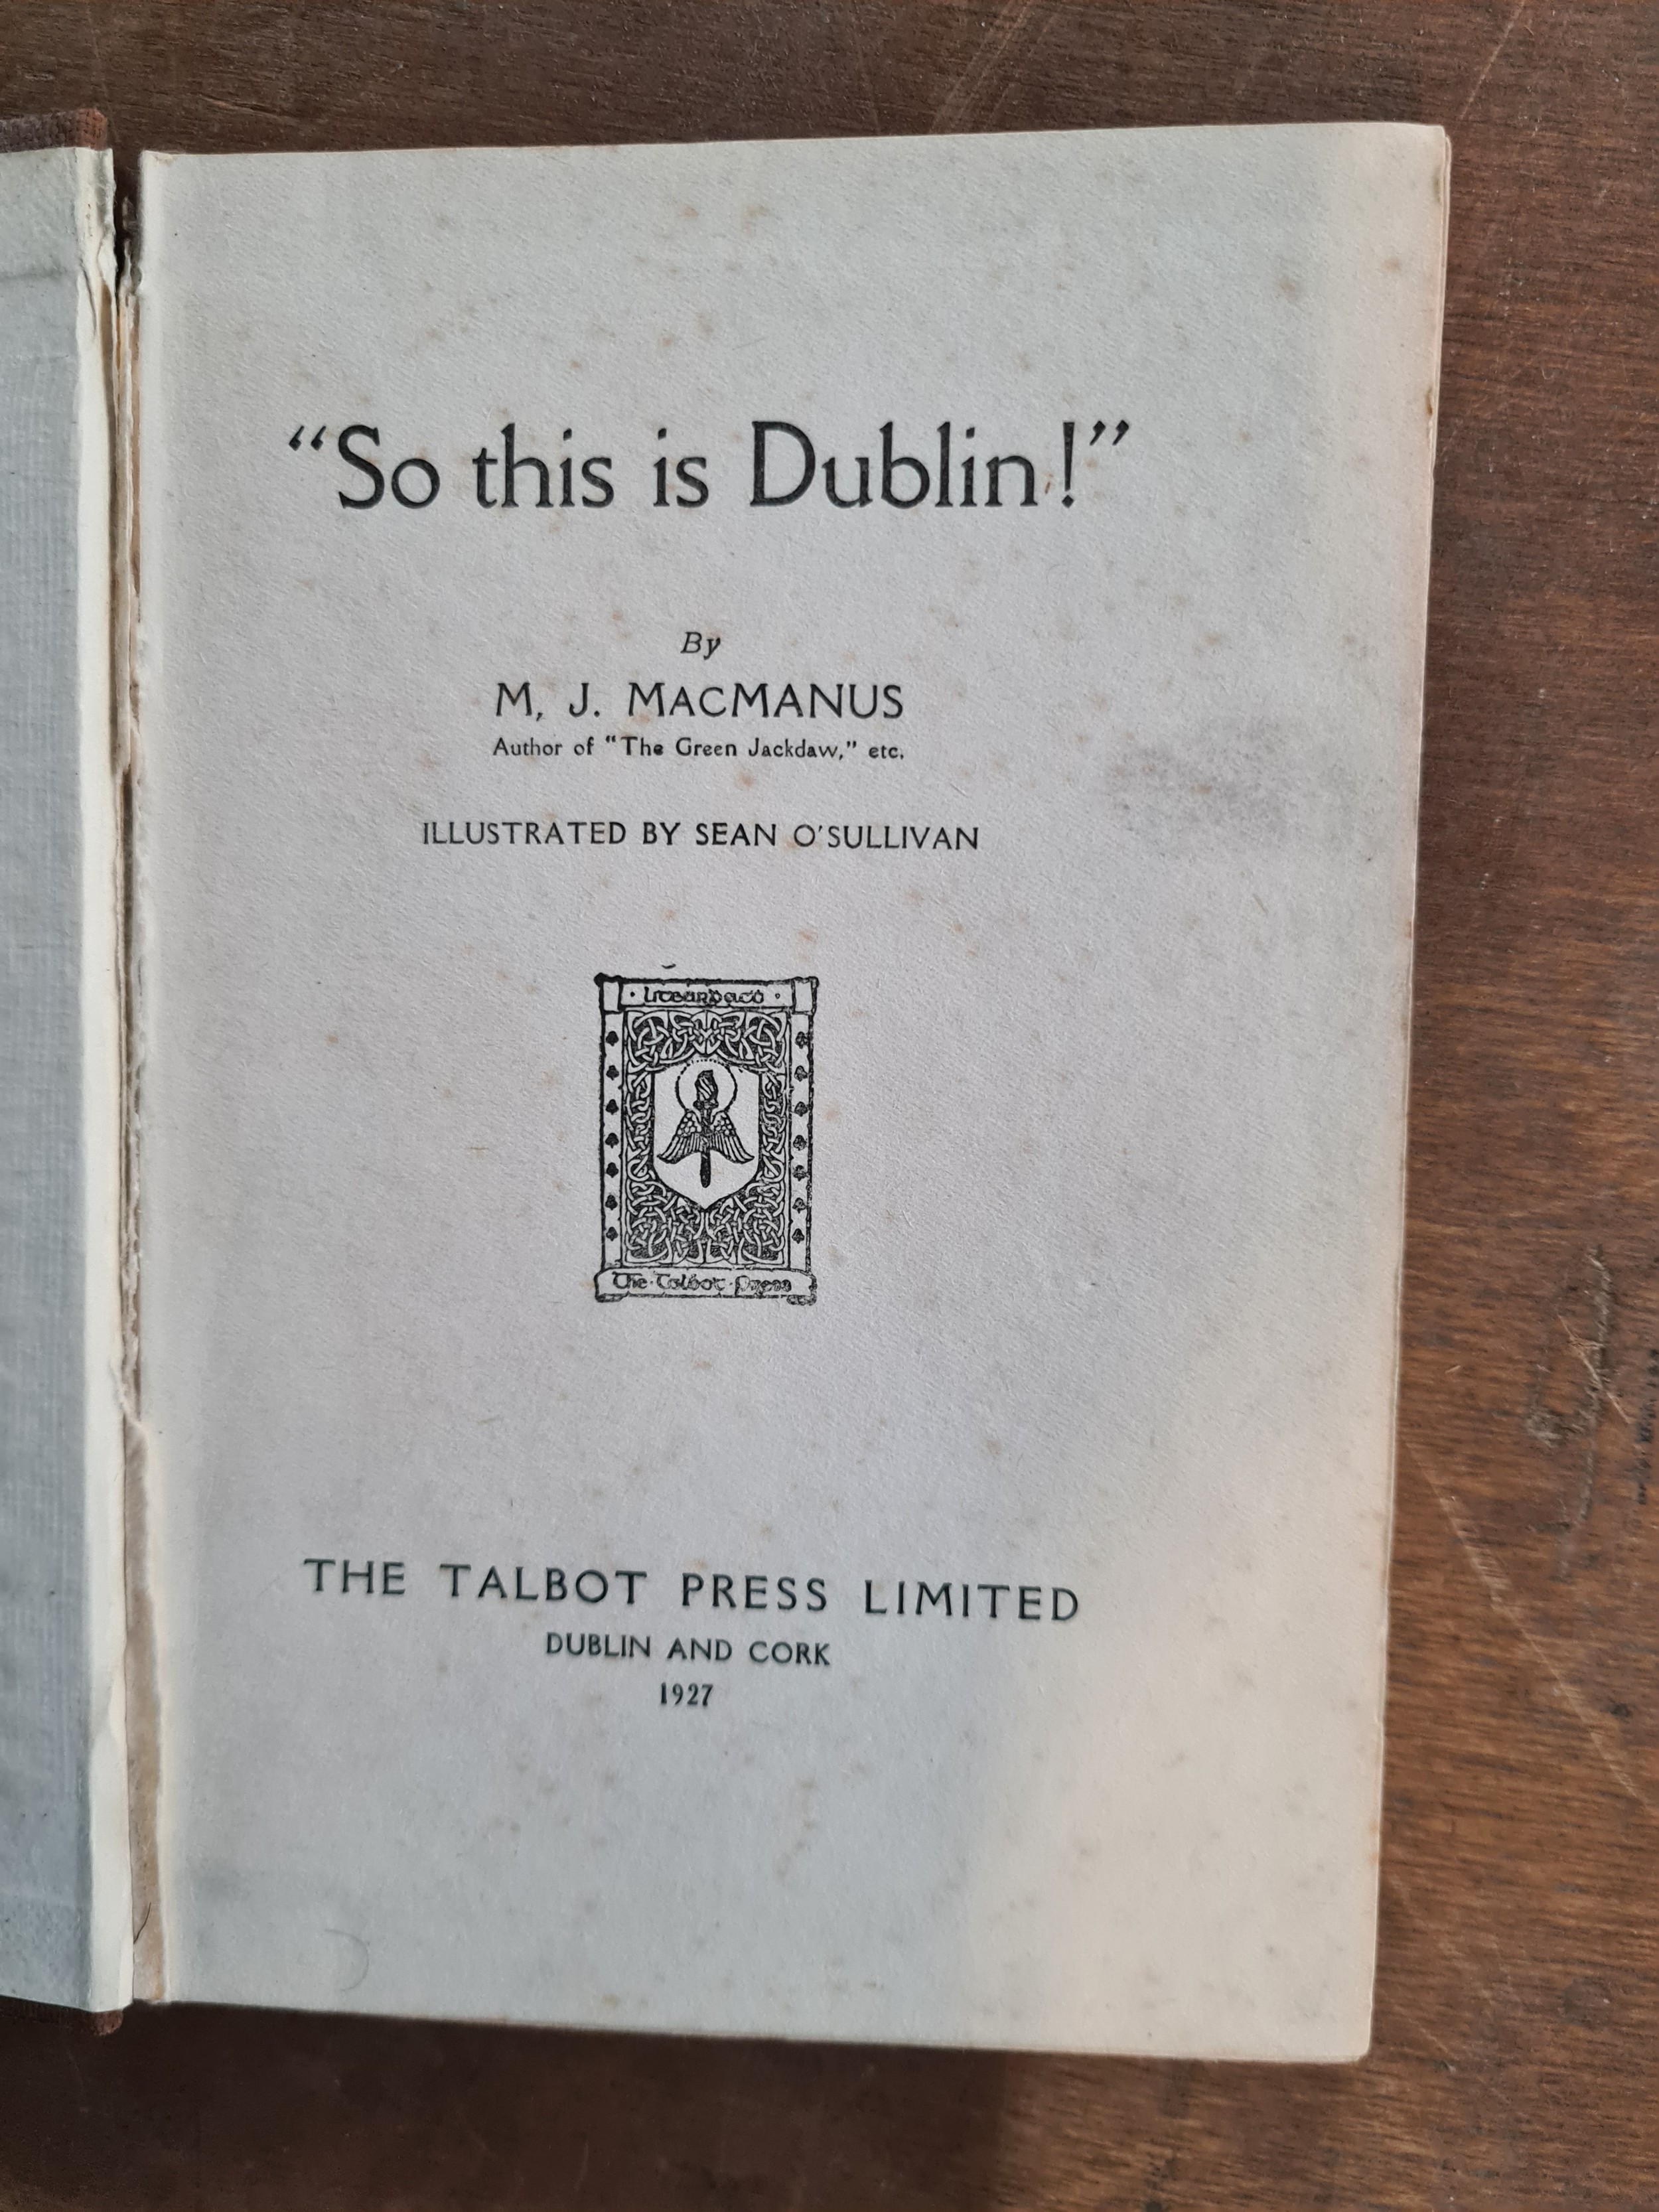 “So this is Dublin!”
By
M. J. MACMANUS
Author of “The Green Jackdaw,” etc.
ILLUSTRATED BY SEAN O'SULLIVAN
The Talbot Press
THE TALBOT PRESS LIMITED
DUBLIN AND CORK
1927